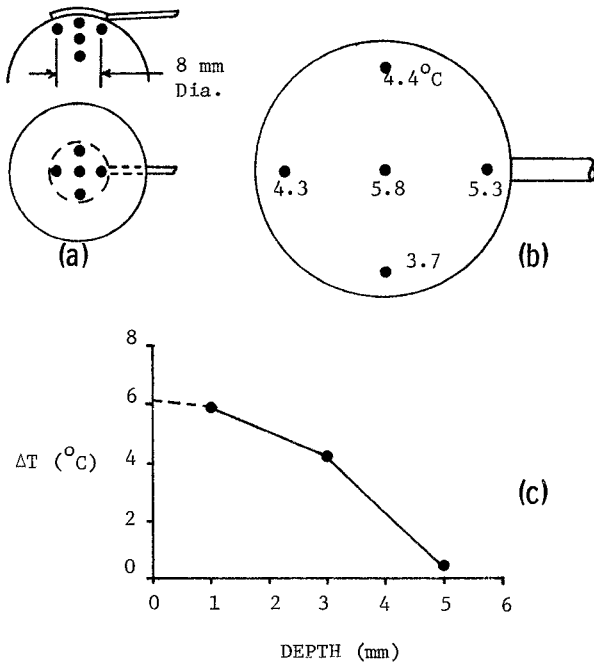 8 mm
Dia.
(a)
4.4°C
4.3 5.8 5.3
3.7
(b)
8
6
ΔT (°C)
4
2
0
(c)
0 1 2 3 4 5 6
DEPTH (mm)